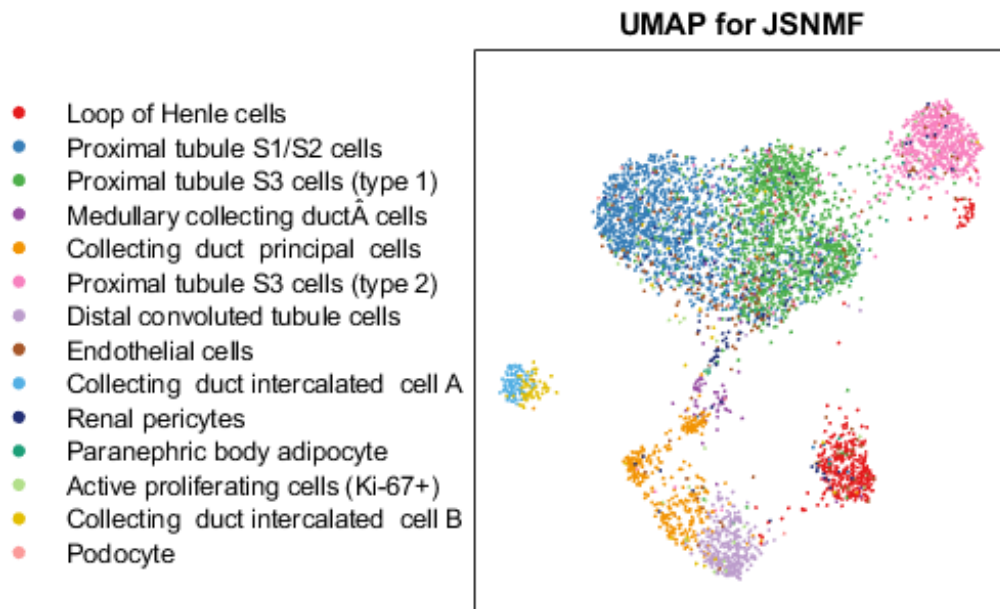 UMAP for JSNMF
Loop of Henle cells
Proximal tubule S1/S2 cells
Proximal tubule S3 cells (type 1)
Medullary collecting ductÂ cells
Collecting duct principal cells
Proximal tubule S3 cells (type 2)
Distal convoluted tubule cells
Endothelial cells
Collecting duct intercalated cell A
Renal pericytes
Paranephric body adipocyte
Active proliferating cells (Ki-67+)
Collecting duct intercalated cell B
Podocyte